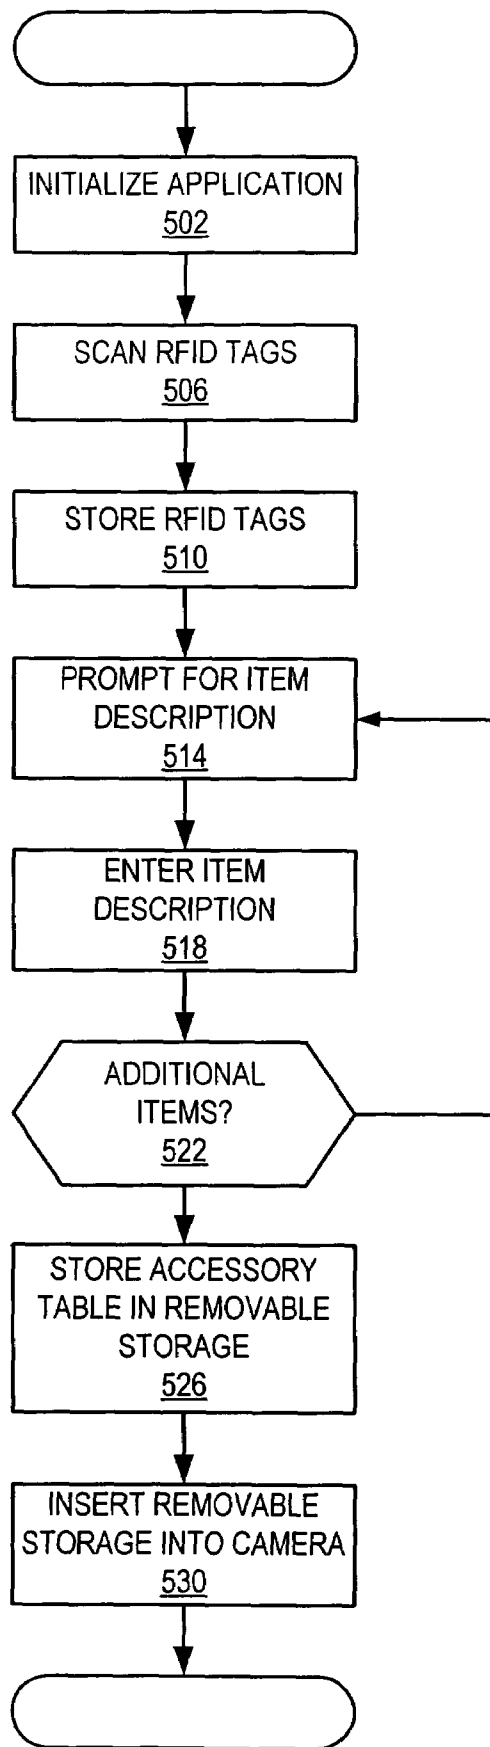 INITIALIZE APPLICATION
502
SCAN RFID TAGS
506
STORE RFID TAGS
510
PROMPT FOR ITEM
DESCRIPTION
514
ENTER ITEM
DESCRIPTION
518
ADDITIONAL
ITEMS?
522
STORE ACCESSORY
TABLE IN REMOVABLE
STORAGE
526
INSERT REMOVABLE
STORAGE INTO CAMERA
530